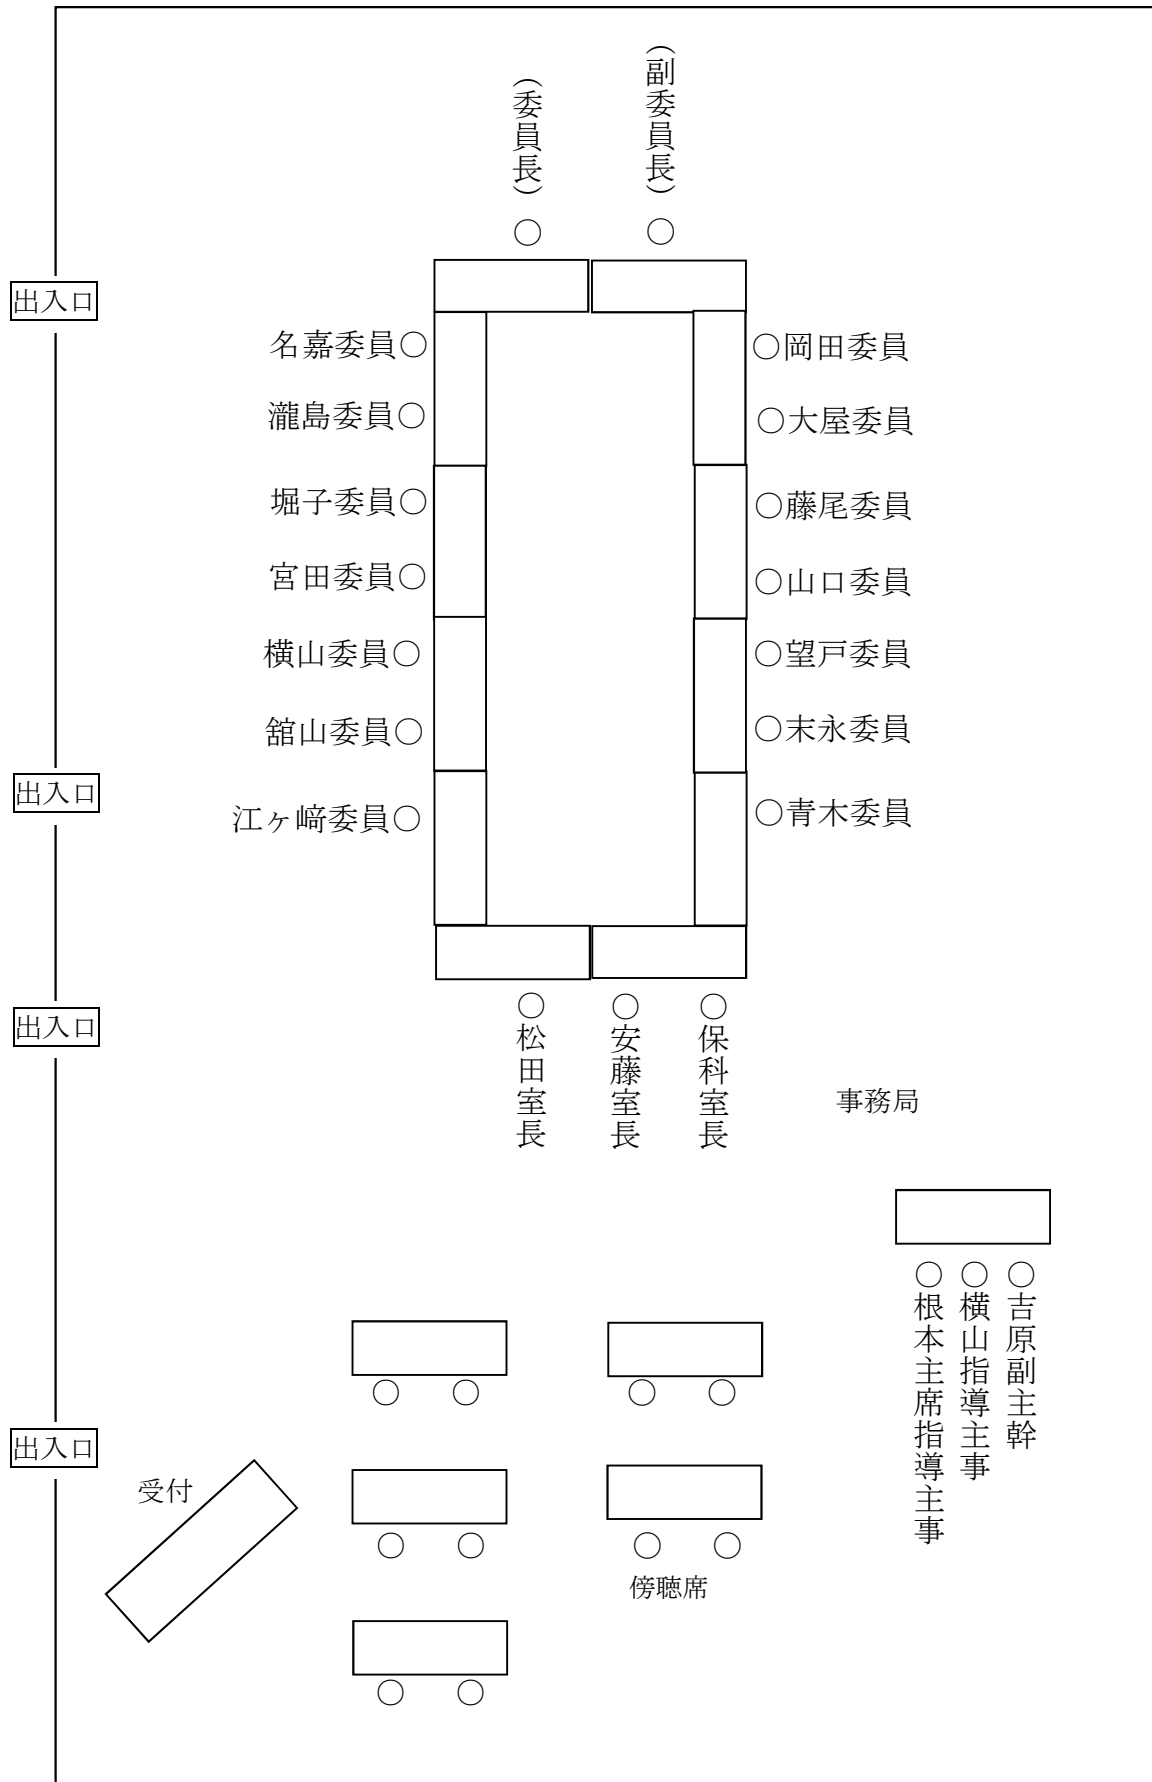 （委員長）○
（副委員長）○
出入口
名嘉委員○
○岡田委員
瀧島委員○
○大屋委員
堀子委員○
○藤尾委員
宮田委員○
○山口委員
横山委員○
○望戸委員
舘山委員○
○末永委員
出入口
江ヶ﨑委員○
○青木委員
出入口
○松田室長
○安藤室長
○保科室長
事務局
○根本主席指導主事
○横山指導主事
○吉原副主幹
出入口
受付
傍聴席